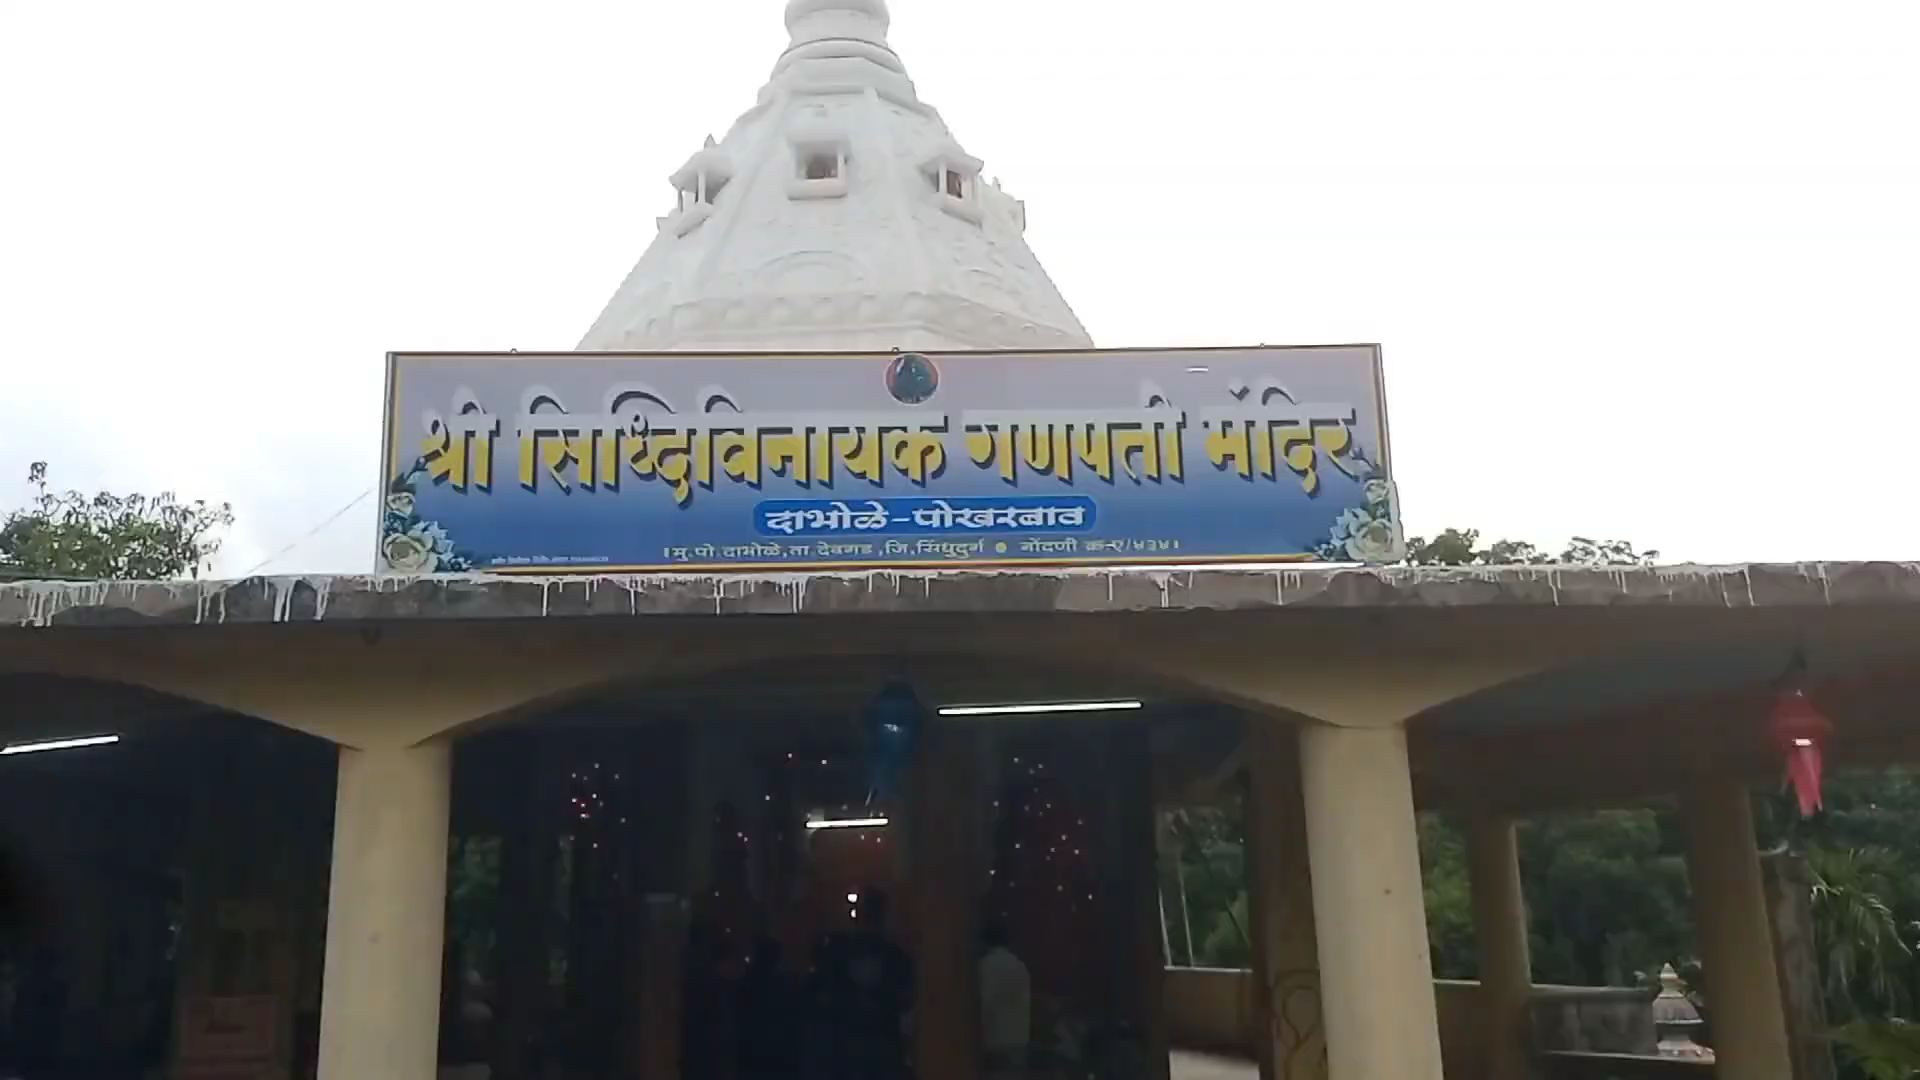 श्री सिध्दिविनायक गणपती मंदिर
दाभोळे-पोखरबाव
।मु.पो.दाभोळे,ता.देवगड,जि.सिंधुदुर्ग ● नोंदणी क्र-ए/४३४।